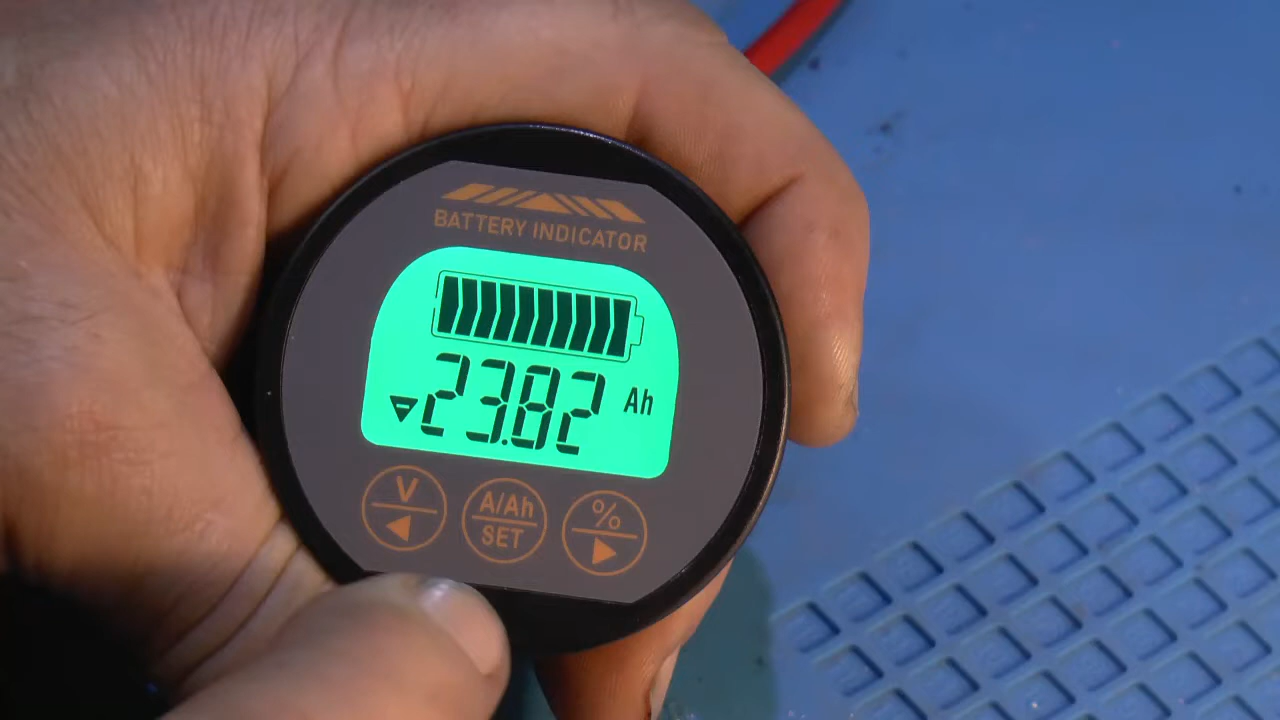 BATTERY INDICATOR
23.82 Ah
V
A/Ah
SET
%